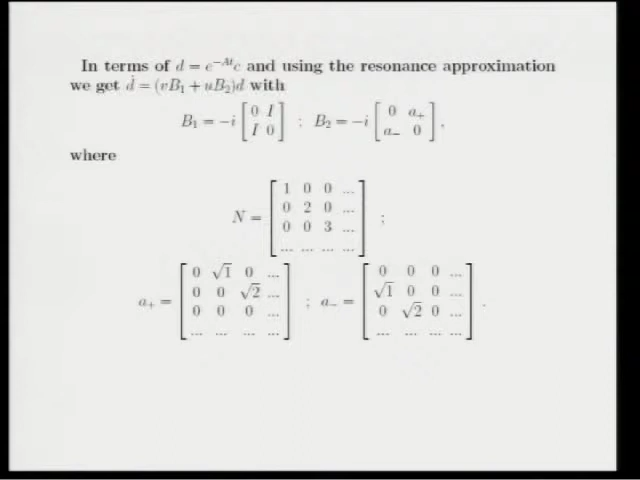 In terms of d = e^{-At}c and using the resonance approximation
we get ḋ = (vB₁ + uB₂)d with
B₁ = −i [ 0 I ; I 0 ] ; B₂ = −i [ 0 a₊ ; a₋ 0 ] ,
where
N = [ 1 0 0 ... ; 0 2 0 ... ; 0 0 3 ... ; ... ... ... ... ] ;
a₊ = [ 0 √1 0 ... ; 0 0 √2 ... ; 0 0 0 ... ; ... ... ... ... ] ; a₋ = [ 0 0 0 ... ; √1 0 0 ... ; 0 √2 0 ... ; ... ... ... ... ] .